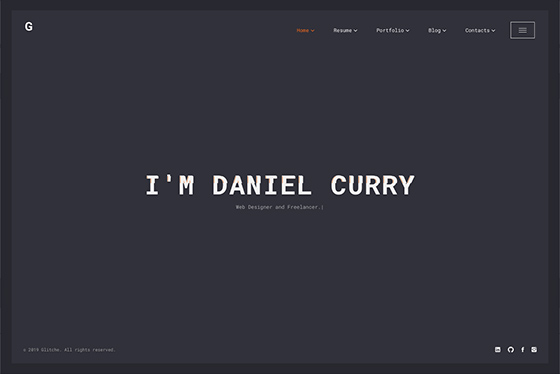 G
Home Resume Portfolio Blog Contacts
I'M DANIEL CURRY
Web Designer and Freelancer.|
© 2019 Glitche. All rights reserved.